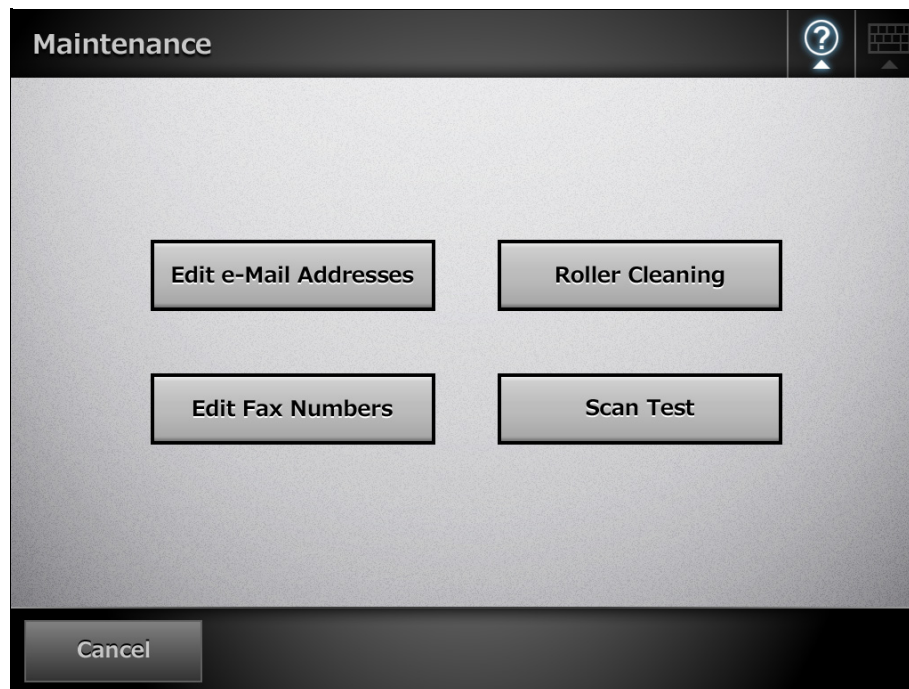 Maintenance
?
Edit e-Mail Addresses
Roller Cleaning
Edit Fax Numbers
Scan Test
Cancel